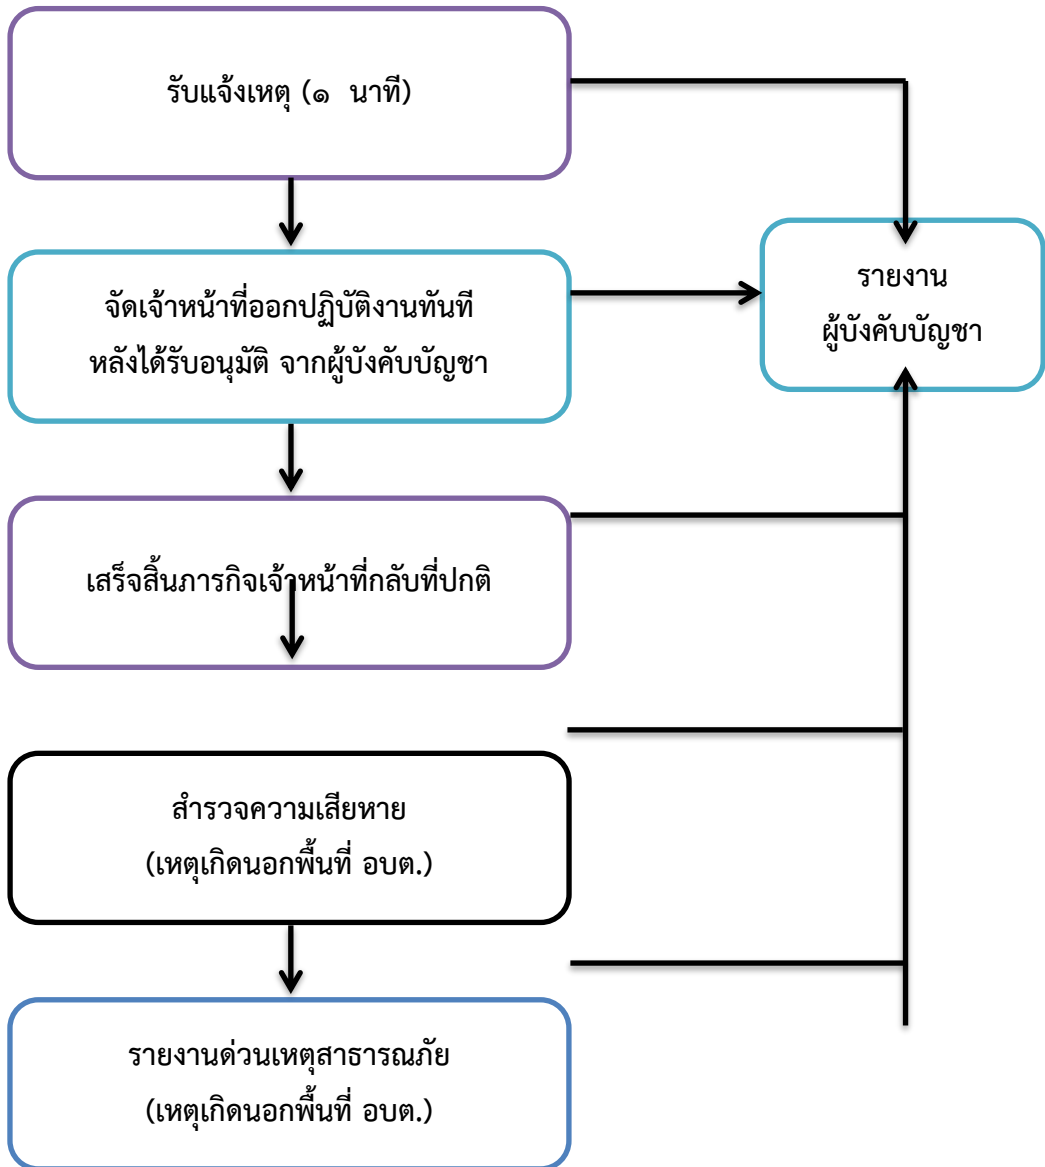 รับแจ้งเหตุ (๑  นาที)
จัดเจ้าหน้าที่ออกปฏิบัติงานทันที
หลังได้รับอนุมัติ จากผู้บังคับบัญชา
รายงาน
ผู้บังคับบัญชา
เสร็จสิ้นภารกิจเจ้าหน้าที่กลับที่ปกติ
สำรวจความเสียหาย
(เหตุเกิดนอกพื้นที่ อบต.)
รายงานด่วนเหตุสาธารณภัย
(เหตุเกิดนอกพื้นที่ อบต.)